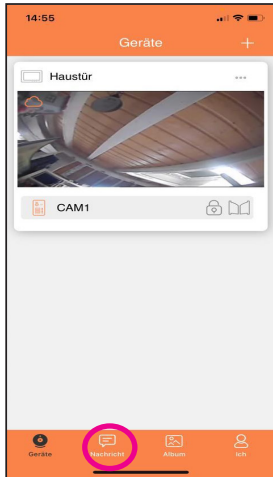 14:55
Geräte
+
Haustür
...
CAM1
Geräte Nachricht Album Ich